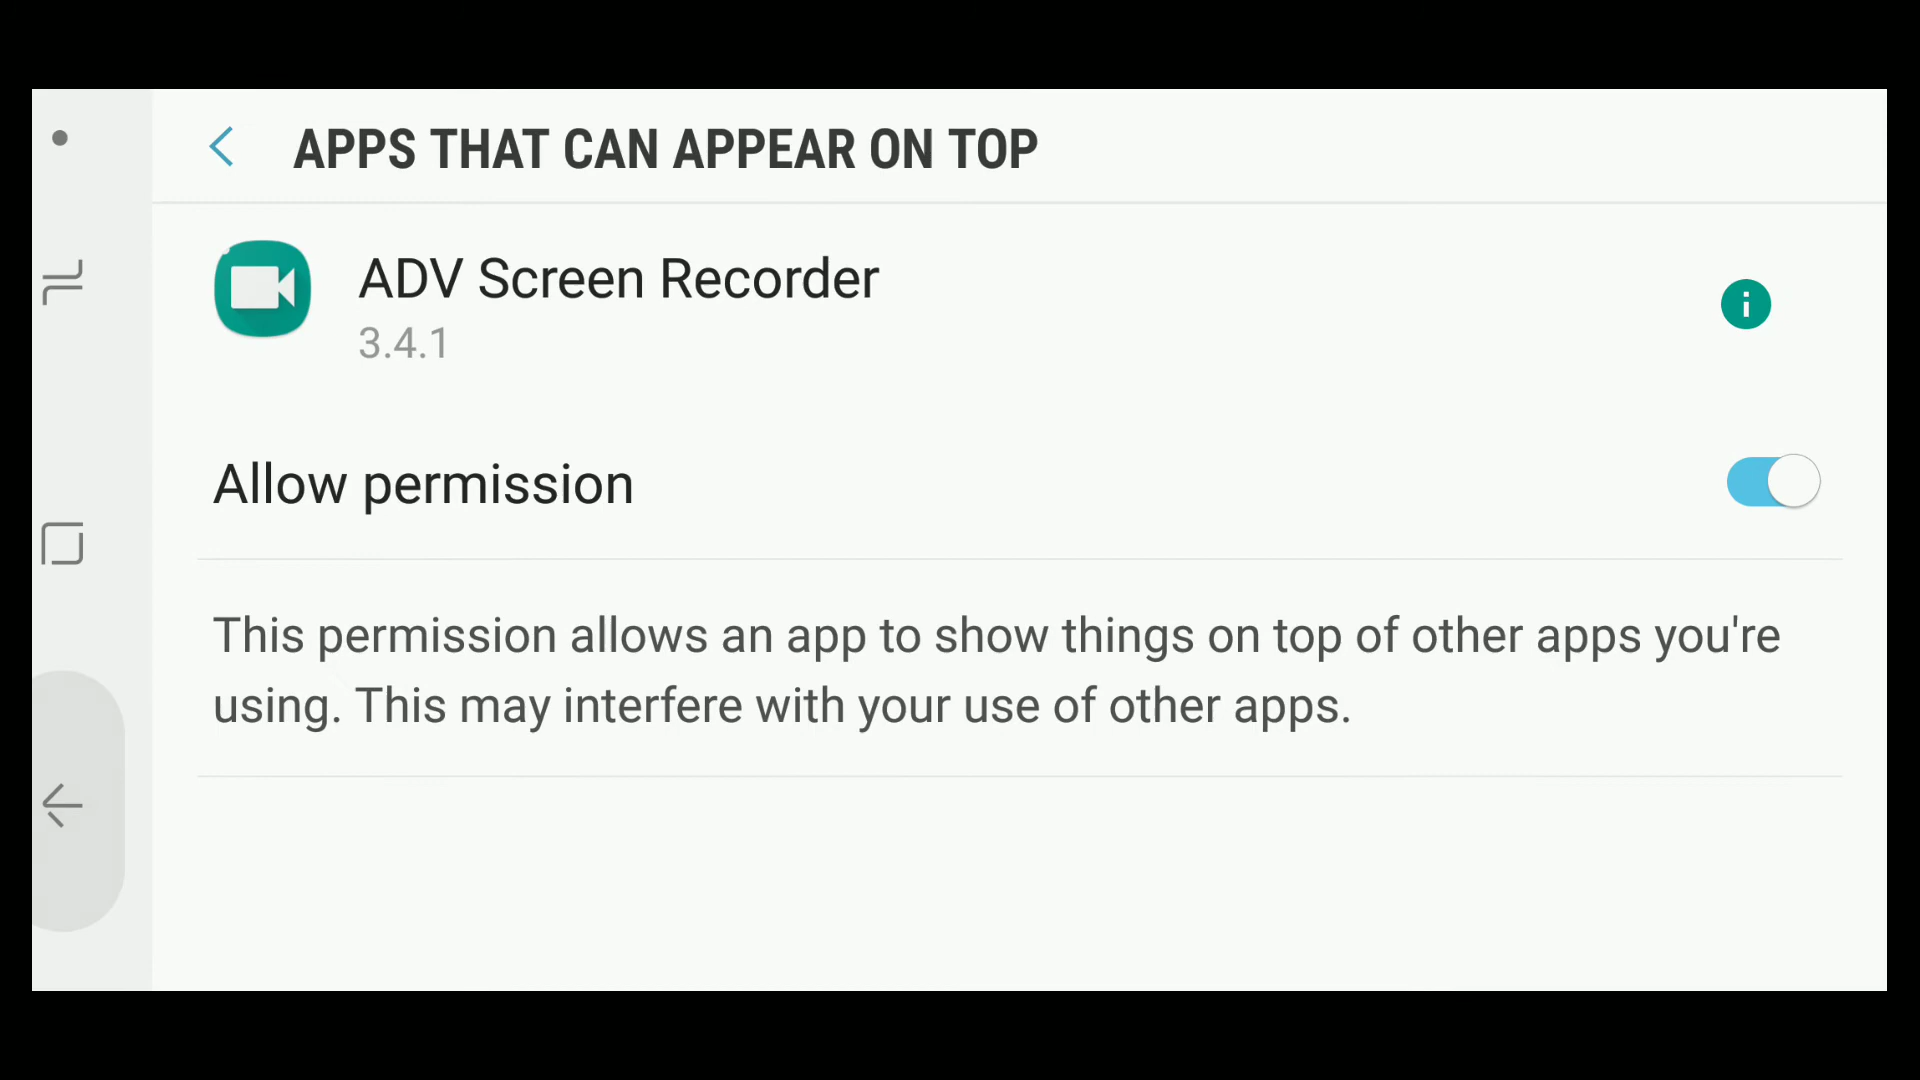 APPS THAT CAN APPEAR ON TOP
ADV Screen Recorder
3.4.1
Allow permission
This permission allows an app to show things on top of other apps you're
using. This may interfere with your use of other apps.